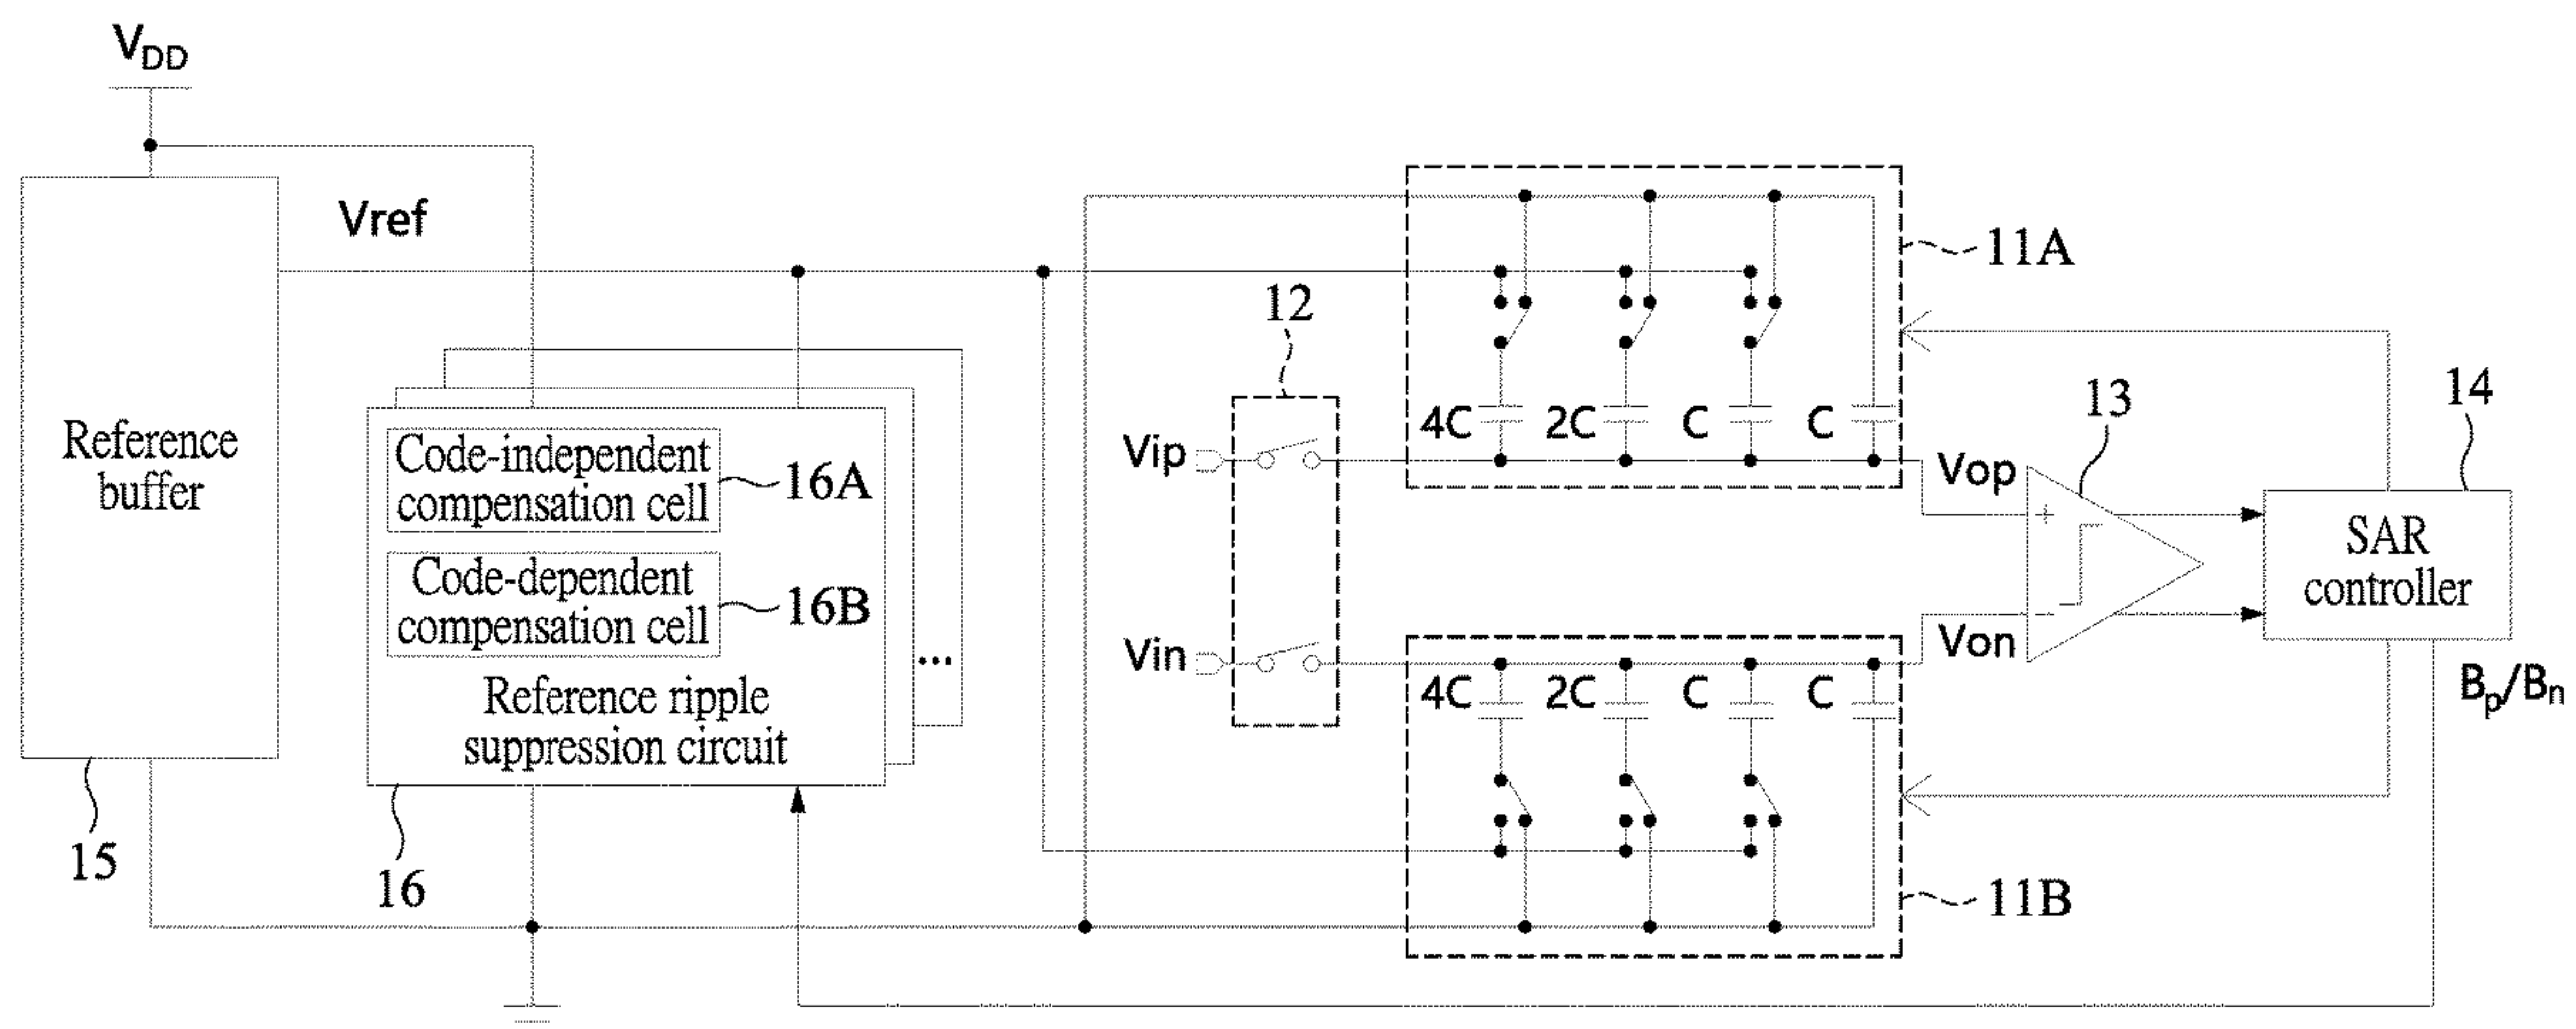 VDD
Vref
Reference
buffer
15
Code-independent
compensation cell
16A
Code-dependent
compensation cell
16B
Reference ripple
suppression circuit
...
16
12
Vip
Vin
11A
4C
2C
C
C
Vop
Von
4C
2C
C
C
11B
13
+
−
14
SAR
controller
Bp/Bn